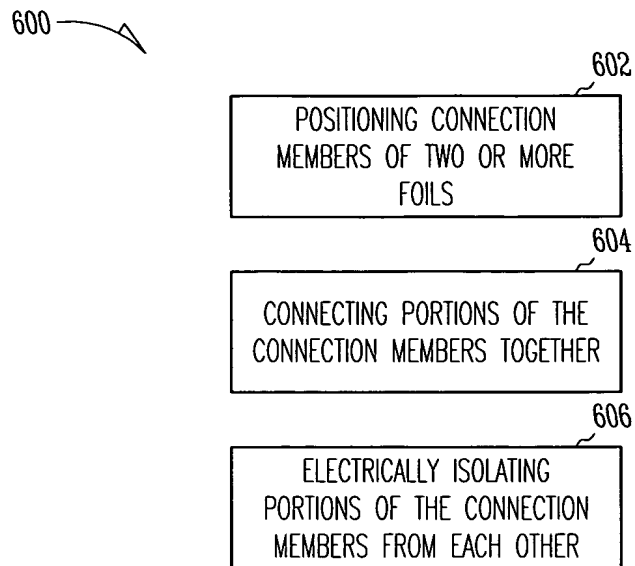 600
602
POSITIONING CONNECTION
MEMBERS OF TWO OR MORE
FOILS
604
CONNECTING PORTIONS OF THE
CONNECTION MEMBERS TOGETHER
606
ELECTRICALLY ISOLATING
PORTIONS OF THE CONNECTION
MEMBERS FROM EACH OTHER